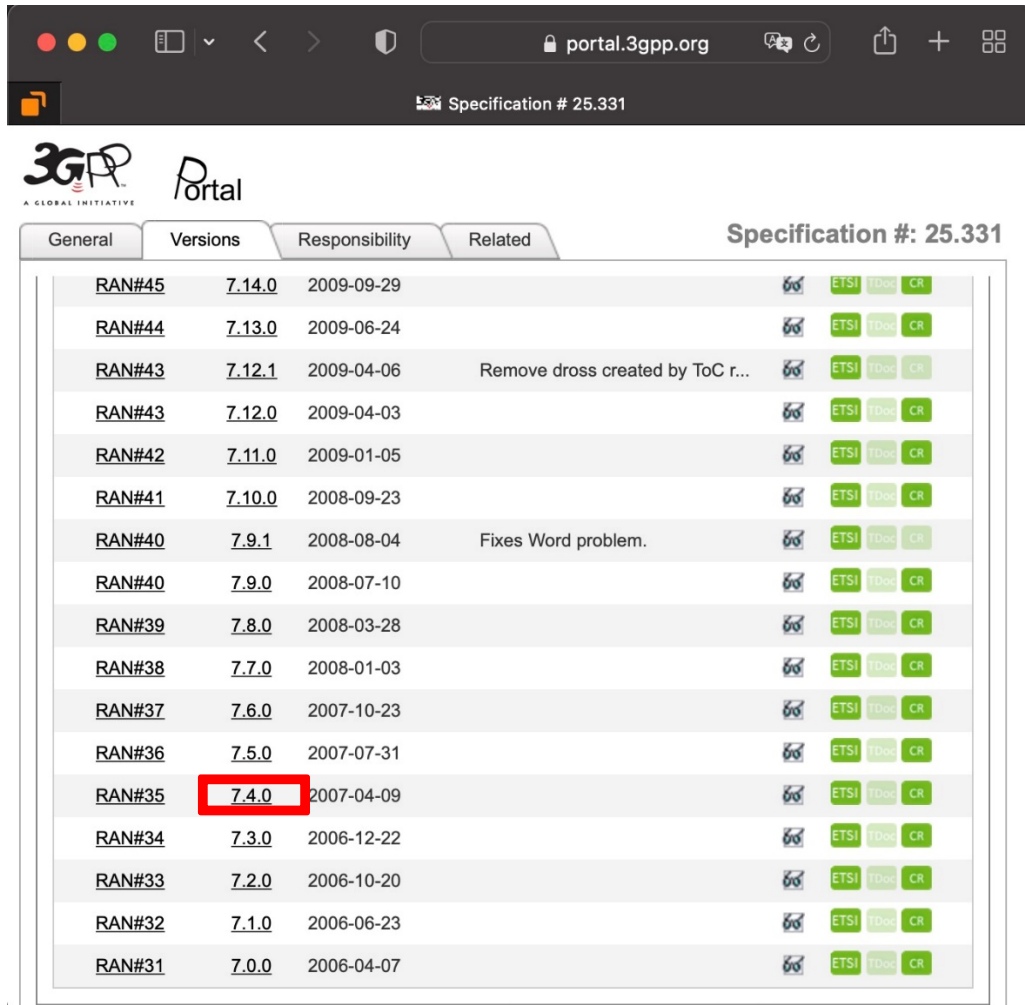 portal.3gpp.org
Specification # 25.331
3GPP
A GLOBAL INITIATIVE
Portal
General Versions Responsibility Related Specification #: 25.331
RAN#45 7.14.0 2009-09-29 ETSI TDoc CR
RAN#44 7.13.0 2009-06-24 ETSI TDoc CR
RAN#43 7.12.1 2009-04-06 Remove dross created by ToC r... ETSI TDoc CR
RAN#43 7.12.0 2009-04-03 ETSI TDoc CR
RAN#42 7.11.0 2009-01-05 ETSI TDoc CR
RAN#41 7.10.0 2008-09-23 ETSI TDoc CR
RAN#40 7.9.1 2008-08-04 Fixes Word problem. ETSI TDoc CR
RAN#40 7.9.0 2008-07-10 ETSI TDoc CR
RAN#39 7.8.0 2008-03-28 ETSI TDoc CR
RAN#38 7.7.0 2008-01-03 ETSI TDoc CR
RAN#37 7.6.0 2007-10-23 ETSI TDoc CR
RAN#36 7.5.0 2007-07-31 ETSI TDoc CR
RAN#35 7.4.0 2007-04-09 ETSI TDoc CR
RAN#34 7.3.0 2006-12-22 ETSI TDoc CR
RAN#33 7.2.0 2006-10-20 ETSI TDoc CR
RAN#32 7.1.0 2006-06-23 ETSI TDoc CR
RAN#31 7.0.0 2006-04-07 ETSI TDoc CR